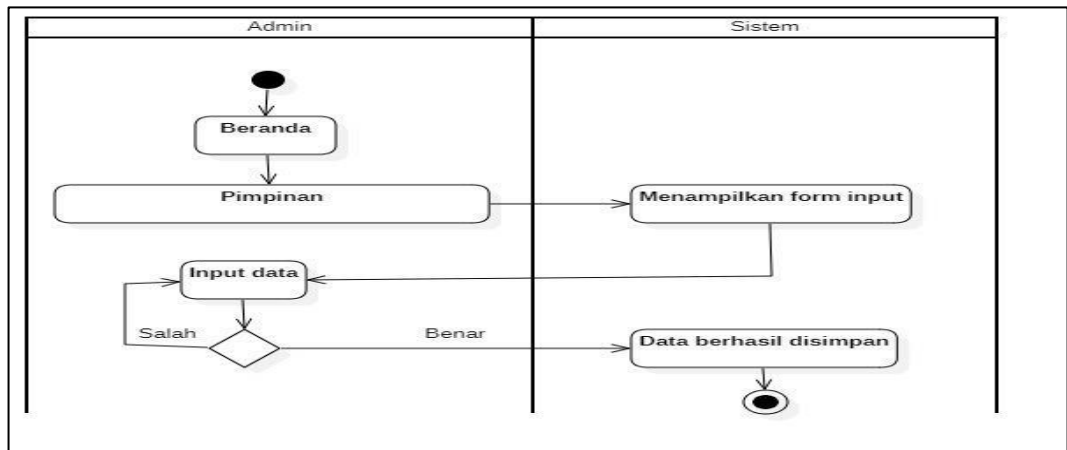 Admin
Sistem
Beranda
Pimpinan
Menampilkan form input
Input data
Salah
Benar
Data berhasil disimpan